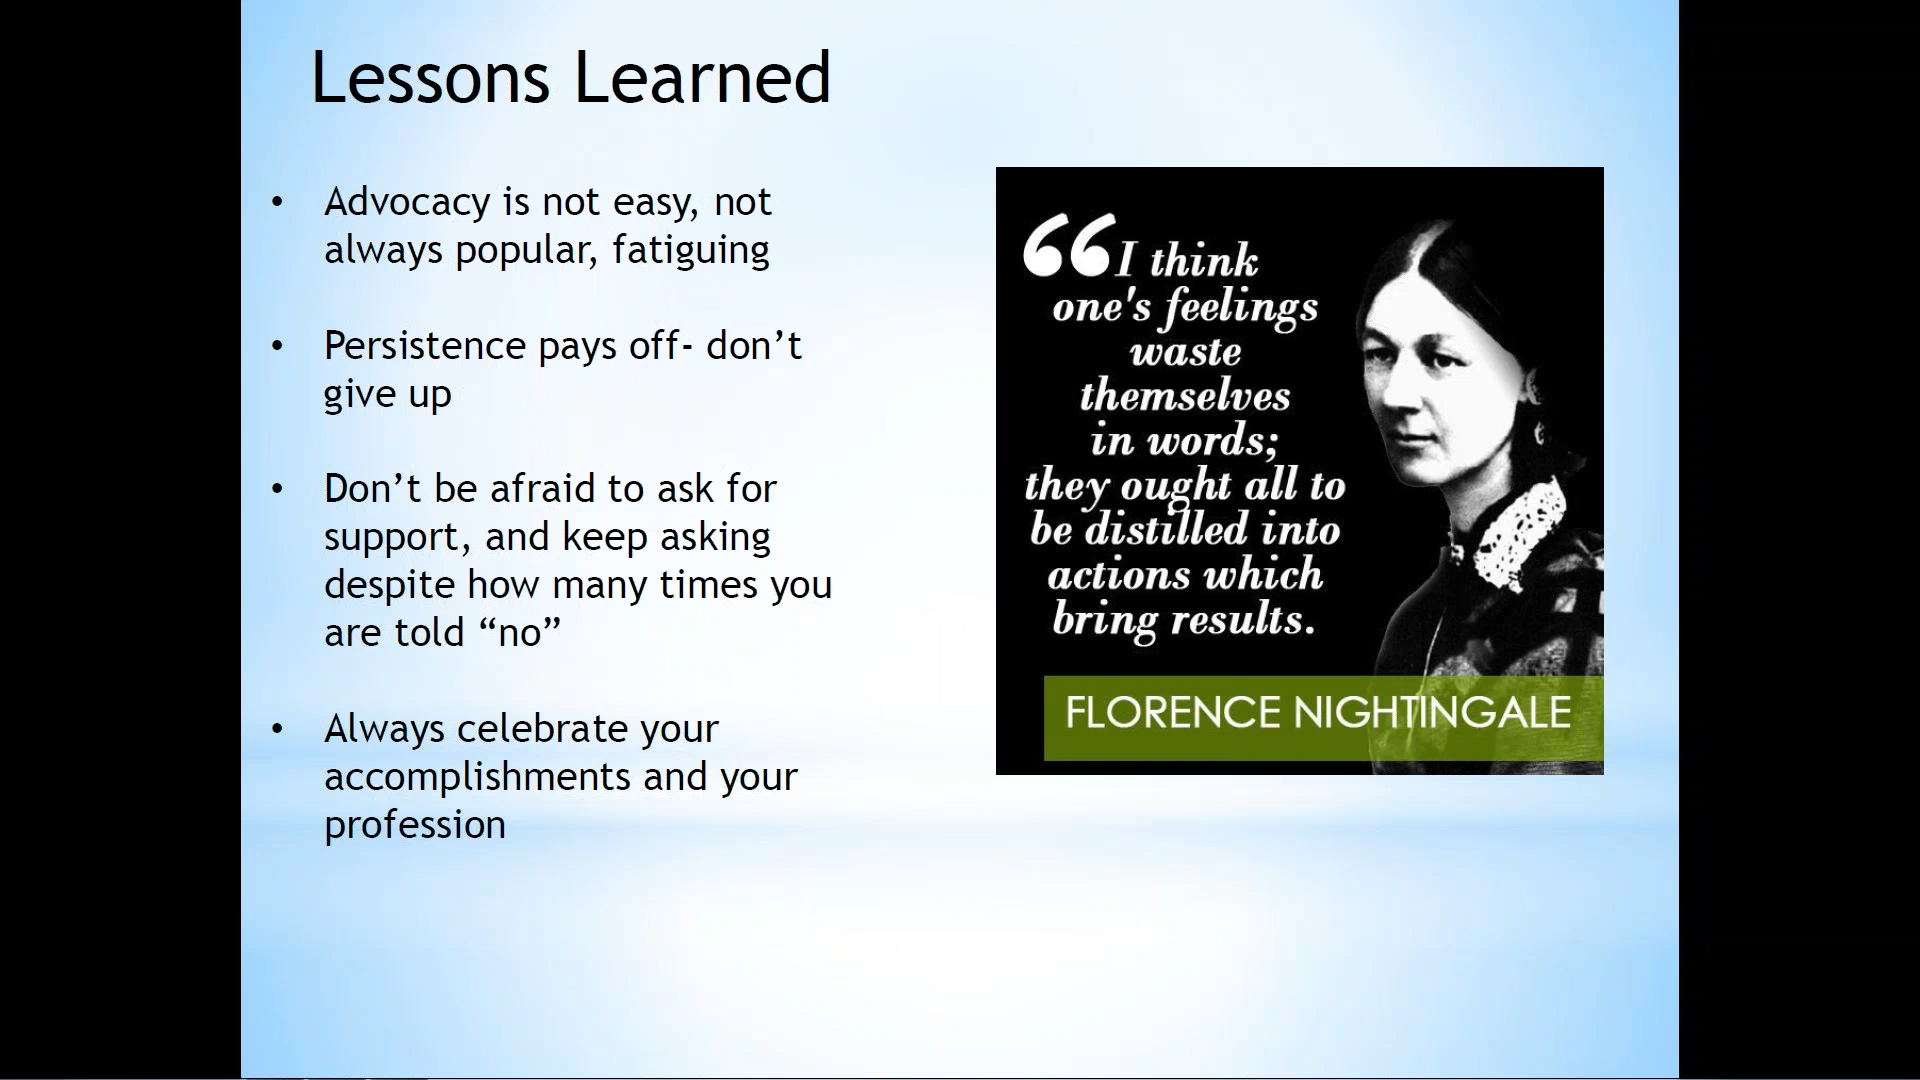 Lessons Learned
• Advocacy is not easy, not
always popular, fatiguing
• Persistence pays off- don’t
give up
• Don’t be afraid to ask for
support, and keep asking
despite how many times you
are told “no”
• Always celebrate your
accomplishments and your
profession
“I think
one's feelings
waste
themselves
in words;
they ought all to
be distilled into
actions which
bring results.
FLORENCE NIGHTINGALE